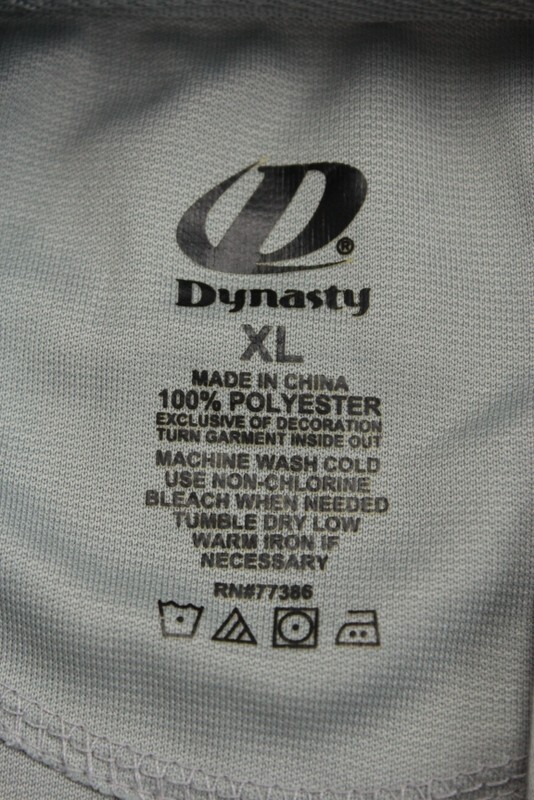 D®
Dynasty
XL
MADE IN CHINA
100% POLYESTER
EXCLUSIVE OF DECORATION
TURN GARMENT INSIDE OUT
MACHINE WASH COLD
USE NON-CHLORINE
BLEACH WHEN NEEDED
TUMBLE DRY LOW
WARM IRON IF
NECESSARY
RN#77386